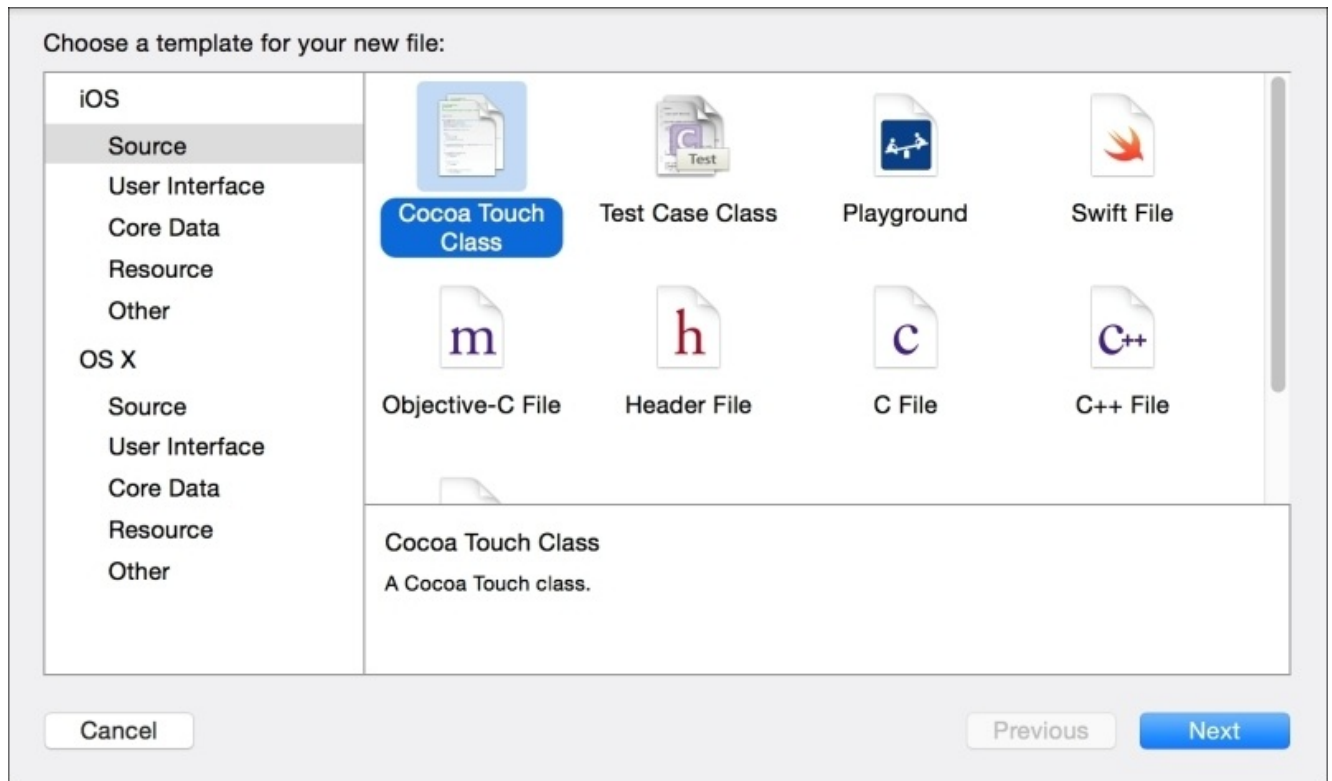 Choose a template for your new file:
iOS
Source
User Interface
Core Data
Resource
Other
OS X
Source
User Interface
Core Data
Resource
Other
Cocoa Touch
Class
C
Test
Test Case Class
Playground
Swift File
m
Objective-C File
h
Header File
c
C File
C++
C++ File
Cocoa Touch Class
A Cocoa Touch class.
Cancel
Previous
Next